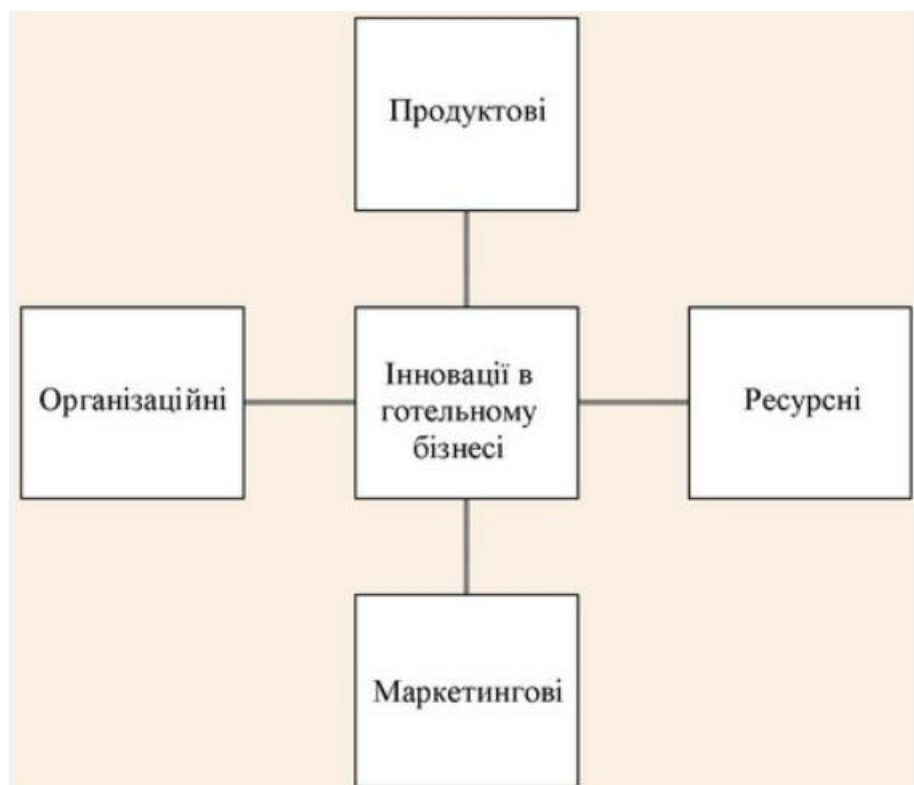 Продуктові
Організаційні
Інновації в
готельному
бізнесі
Ресурсні
Маркетингові